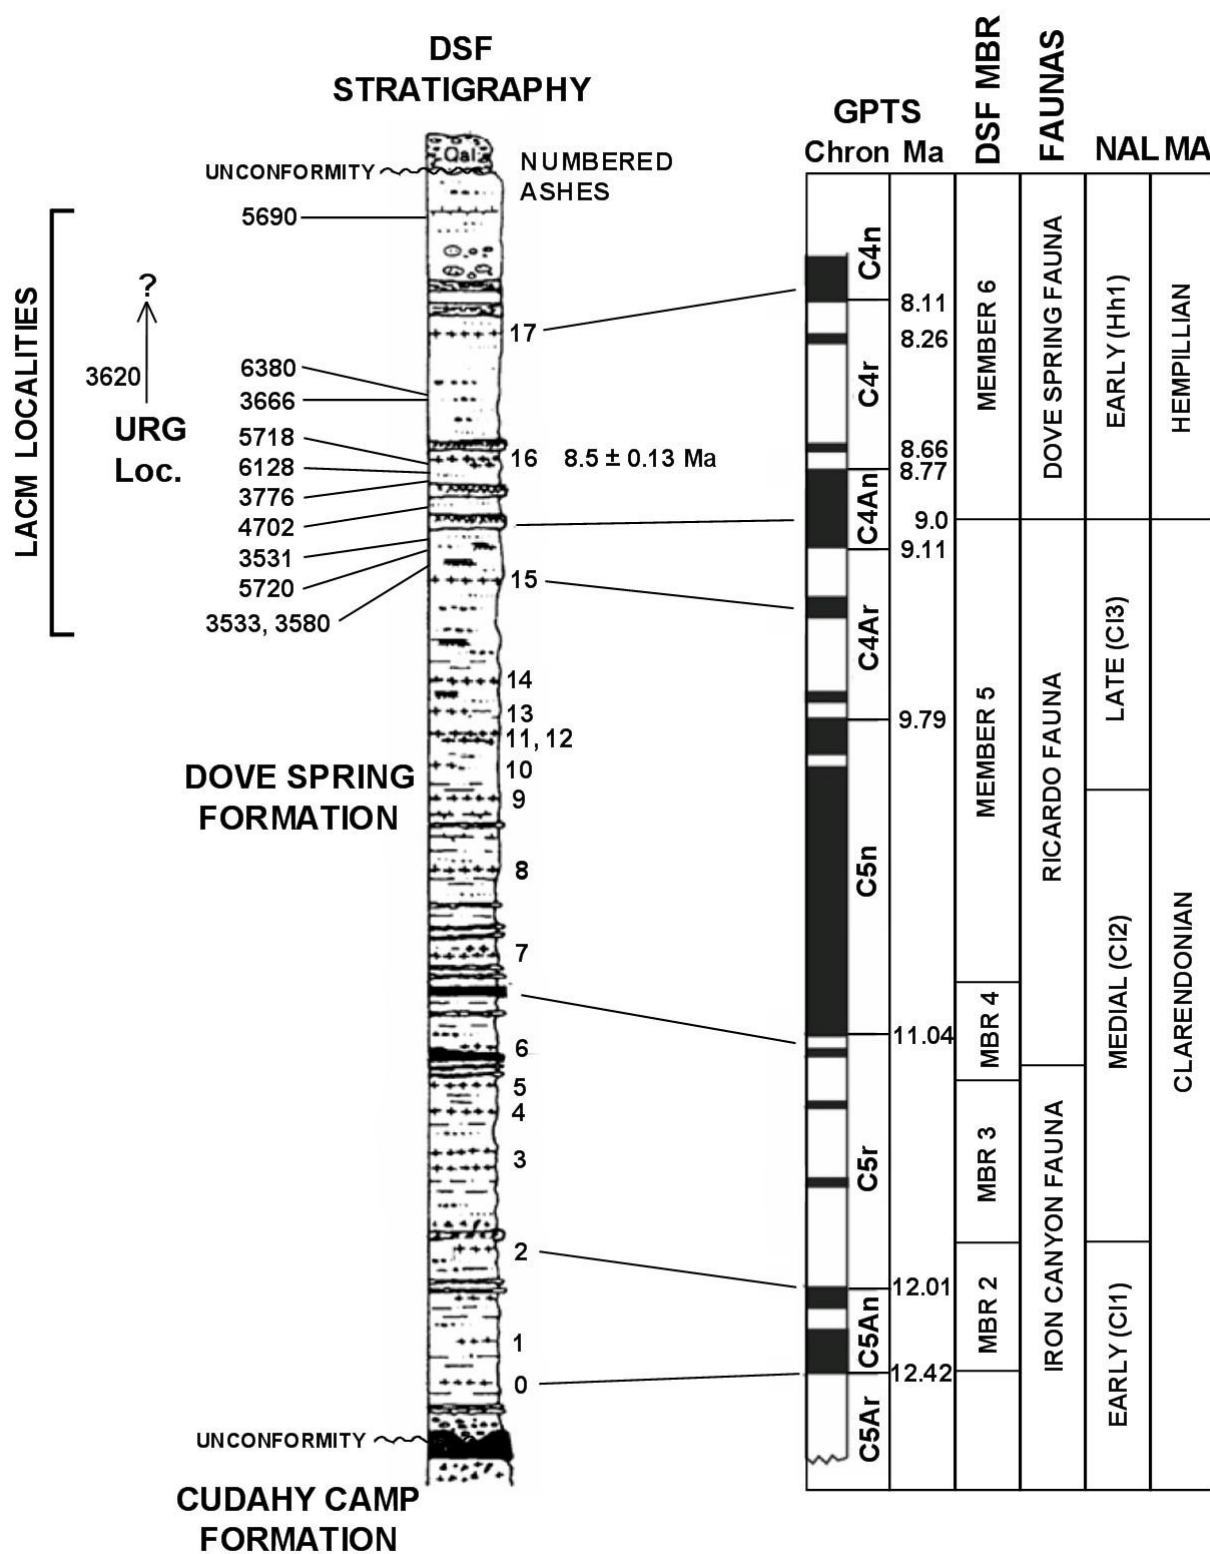 DSF
STRATIGRAPHY
Qal
UNCONFORMITY
NUMBERED
ASHES
LACM LOCALITIES
5690
?
3620
URG
Loc.
6380
3666
5718
6128
3776
4702
3531
5720
3533, 3580
17
16 8.5 ± 0.13 Ma
15
14
13
11, 12
10
9
8
7
6
5
4
3
2
1
0
DOVE SPRING
FORMATION
UNCONFORMITY
CUDAHY CAMP
FORMATION
GPTS
Chron Ma
C4n
C4r
C4An
C4Ar
C5n
C5r
C5An
C5Ar
8.11
8.26
8.66
8.77
9.0
9.11
9.79
11.04
12.01
12.42
DSF MBR
MEMBER 6
MEMBER 5
MBR 4
MBR 3
MBR 2
FAUNAS
DOVE SPRING FAUNA
RICARDO FAUNA
IRON CANYON FAUNA
NALMA
EARLY (Hh1)
LATE (Cl3)
MEDIAL (Cl2)
EARLY (Cl1)
HEMPILLIAN
CLARENDONIAN